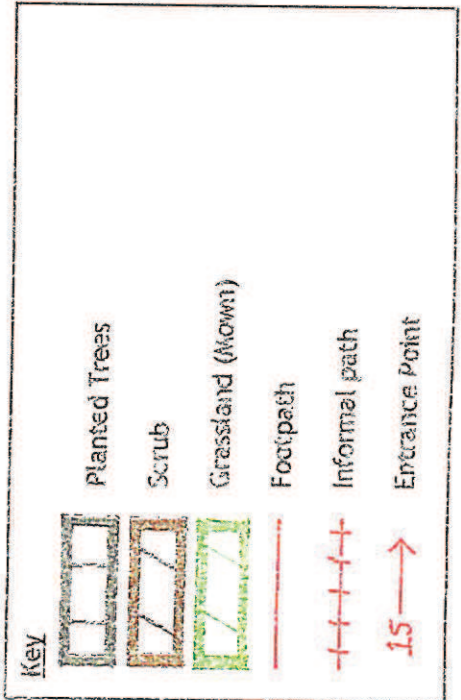 Key
Planted Trees
Scrub
Grassland (Mown)
Footpath
Informal path
15
Entrance Point